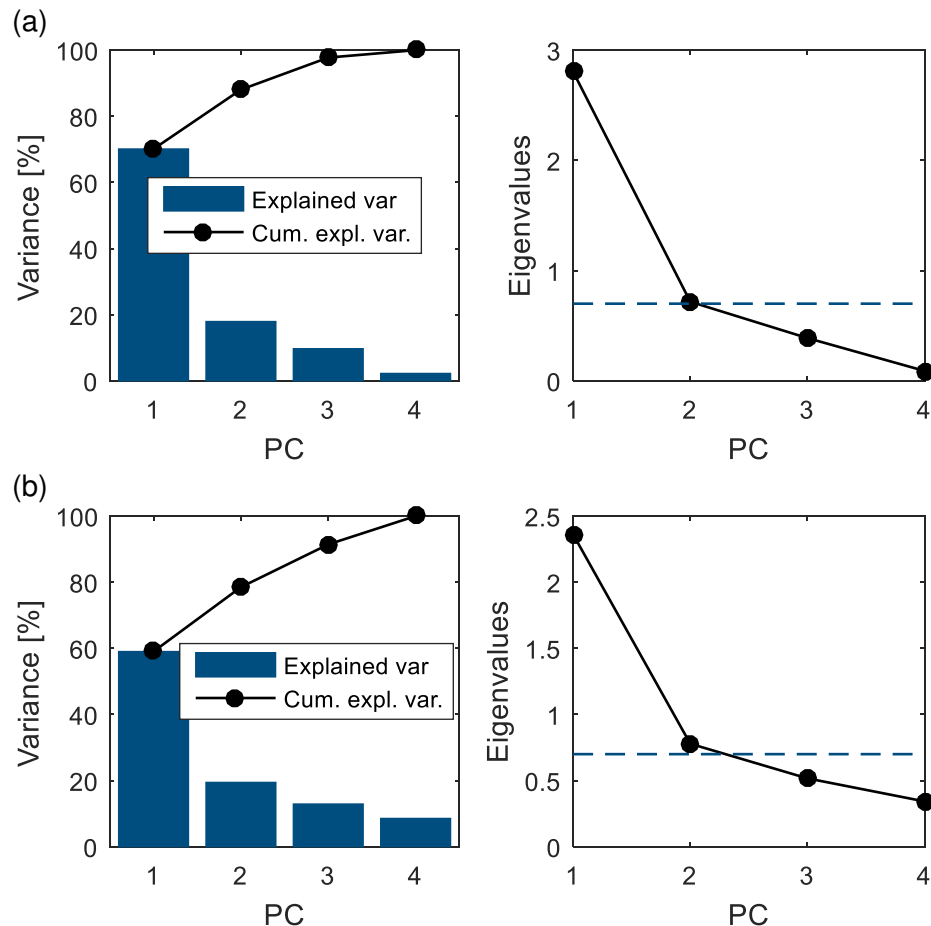 (a)
100
80
60
40
20
0
Variance [%]
Explained var
Cum. expl. var.
1 2 3 4
PC
3
2
1
0
Eigenvalues
1 2 3 4
PC
(b)
100
80
60
40
20
0
Variance [%]
Explained var
Cum. expl. var.
1 2 3 4
PC
2.5
2
1.5
1
0.5
0
Eigenvalues
1 2 3 4
PC